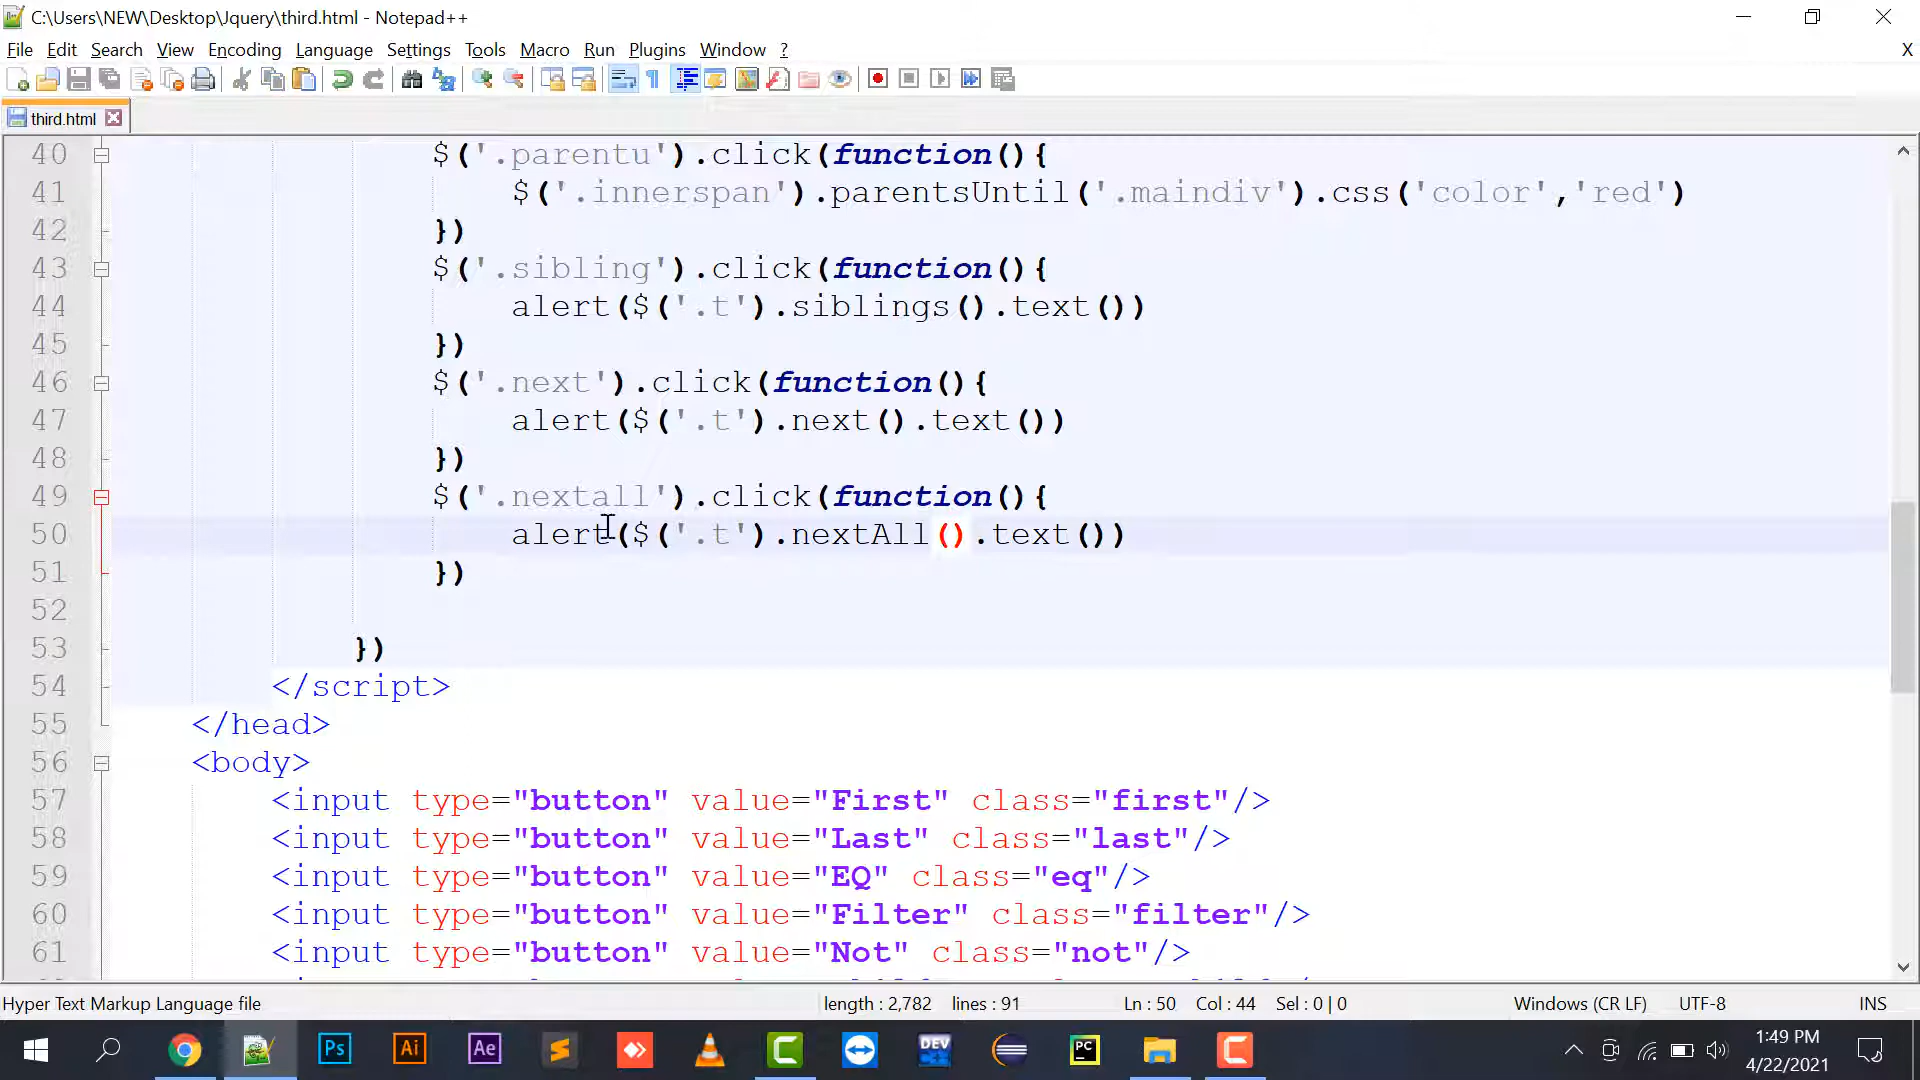 C:\Users\NEW\Desktop\Jquery\third.html - Notepad++
File Edit Search View Encoding Language Settings Tools Macro Run Plugins Window ? X
third.html
40 $('.parentu').click(function(){
41 $('.innerspan').parentsUntil('.maindiv').css('color','red')
42 })
43 $('.sibling').click(function(){
44 alert($('.t').siblings().text())
45 })
46 $('.next').click(function(){
47 alert($('.t').next().text())
48 })
49 $('.nextall').click(function(){
50 alert($('.t').nextAll().text())
51 })
52
53 })
54 </script>
55 </head>
56 <body>
57 <input type="button" value="First" class="first"/>
58 <input type="button" value="Last" class="last"/>
59 <input type="button" value="EQ" class="eq"/>
60 <input type="button" value="Filter" class="filter"/>
61 <input type="button" value="Not" class="not"/>
Hyper Text Markup Language file length : 2,782 lines : 91 Ln : 50 Col : 44 Sel : 0 | 0 Windows (CR LF) UTF-8 INS
Ps Ai Ae DEV PC
1:49 PM
4/22/2021